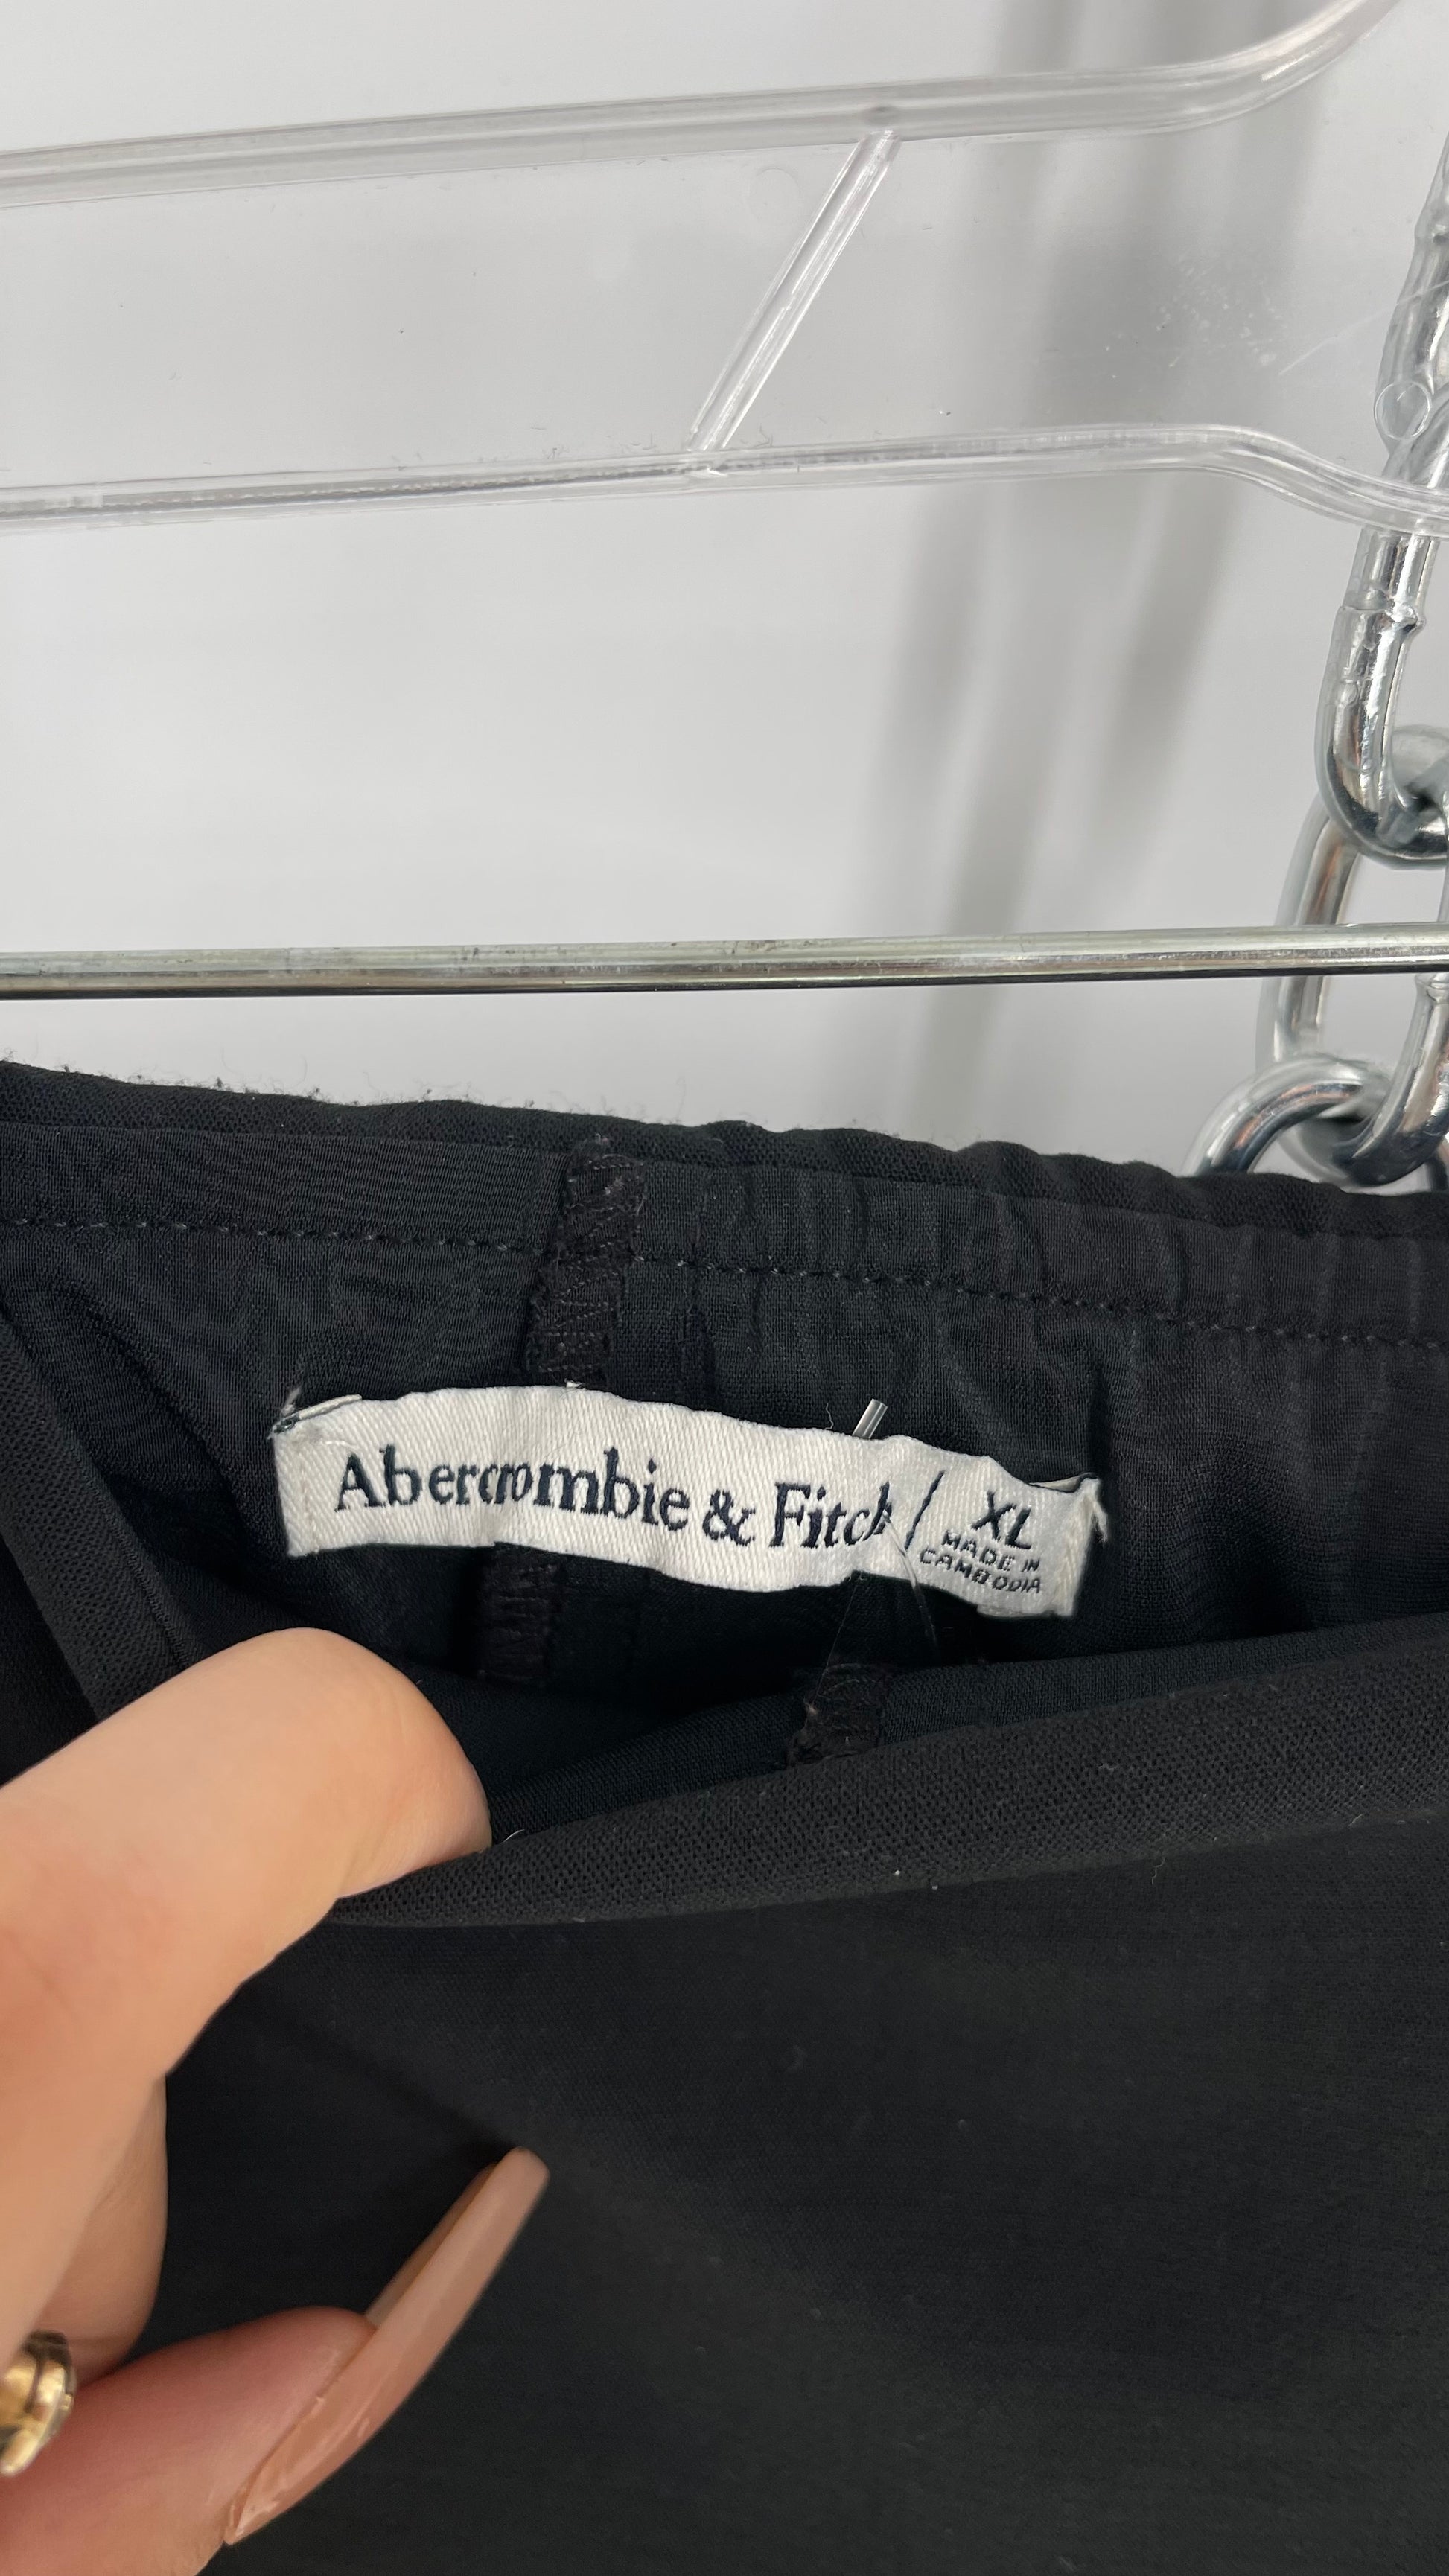 Abercrombie & Fitch / XL
MADE IN
CAMBODIA